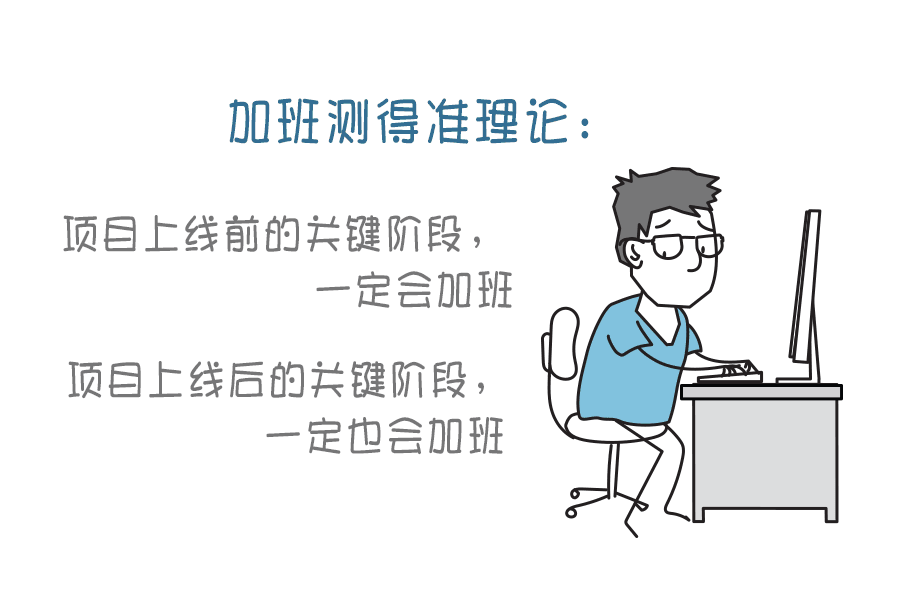 加班测得准理论：
项目上线前的关键阶段，
一定会加班
项目上线后的关键阶段，
一定也会加班